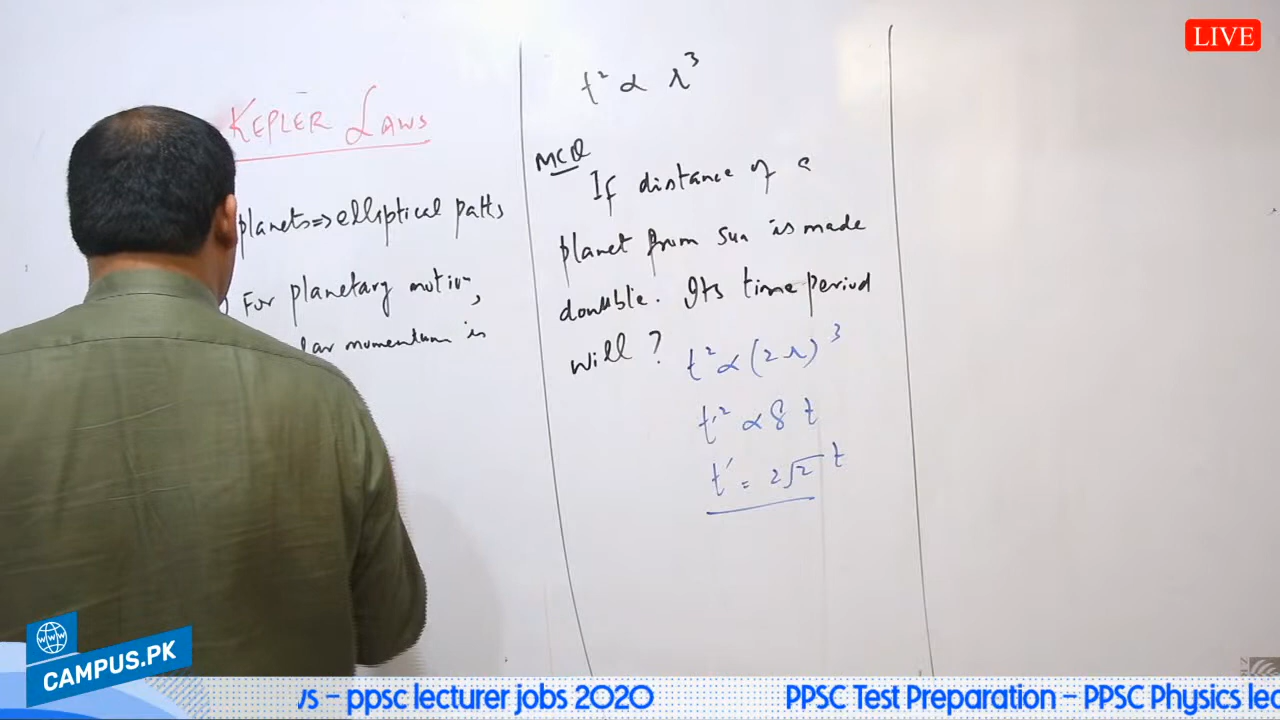 LIVE
KEPLER LAWS
planets⇒elliptical paths
For planetary motion,
momentum is
t² ∝ r³
MCQ
If distance of a
planet from sun is made
double. Its time period
will?
t² ∝ (2r)³
t'² ∝ 8 t
t' = 2√2 t
WWW
CAMPUS.PK
– ppsc lecturer jobs 2020
PPSC Test Preparation – PPSC Physics